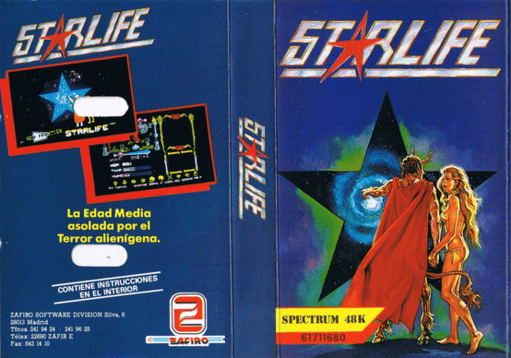 STARLIFE
STARLIFE
La Edad Media
asolada por el
Terror alienígena.
CONTIENE INSTRUCCIONES
EN EL INTERIOR
ZAFIRO SOFTWARE DIVISION Silva, 6
28013 Madrid
Tfnos 241 94 24 - 241 96 25
Télex: 22690 ZAFIR E
Fax: 542 14 10
ZAFIRO
STARLIFE
STARLIFE
SPECTRUM 48K
61711680